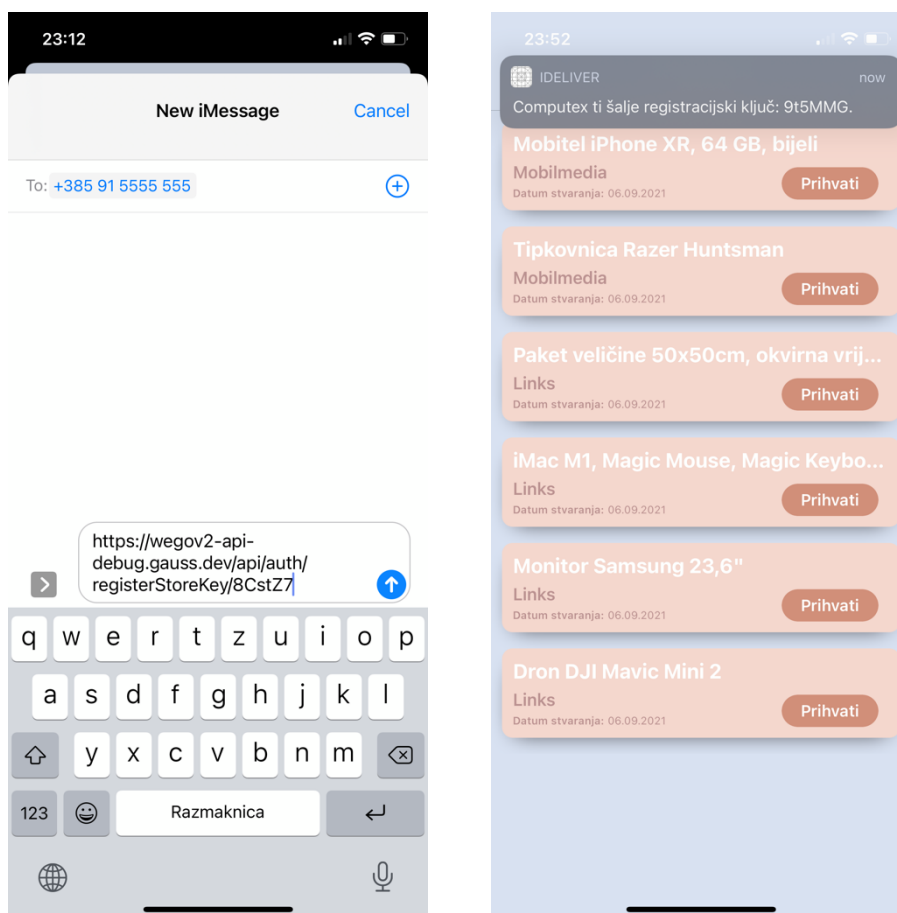 23:12
New iMessage
Cancel
To: +385 91 5555 555
https://wegov2-api-
debug.gauss.dev/api/auth/
registerStoreKey/8CstZ7
q w e r t z u i o p
a s d f g h j k l
y x c v b n m
123
Razmaknica
23:52
IDELIVER
now
Computex ti šalje registracijski ključ: 9t5MMG.
Mobitel iPhone XR, 64 GB, bijeli
Mobilmedia
Datum stvaranja: 06.09.2021
Prihvati
Tipkovnica Razer Huntsman
Mobilmedia
Datum stvaranja: 06.09.2021
Prihvati
Paket veličine 50x50cm, okvirna vrij...
Links
Datum stvaranja: 06.09.2021
Prihvati
iMac M1, Magic Mouse, Magic Keybo...
Links
Datum stvaranja: 06.09.2021
Prihvati
Monitor Samsung 23,6"
Links
Datum stvaranja: 06.09.2021
Prihvati
Dron DJI Mavic Mini 2
Links
Datum stvaranja: 06.09.2021
Prihvati